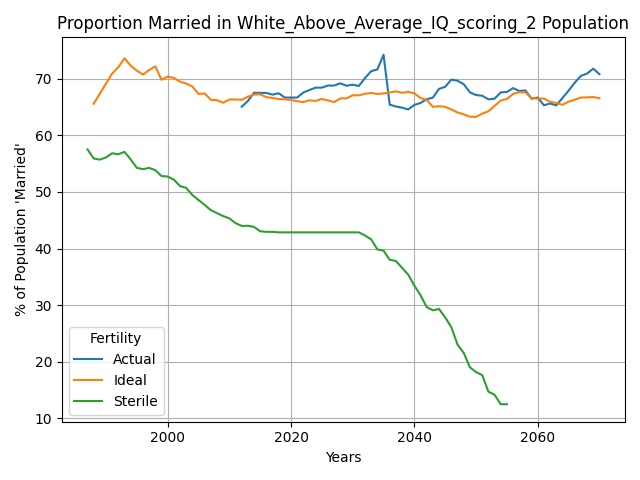 Proportion Married in White_Above_Average_IQ_scoring_2 Population
% of Population 'Married'
70
60
50
40
30
20
10
Fertility
Actual
Ideal
Sterile
2000
2020
2040
2060
Years